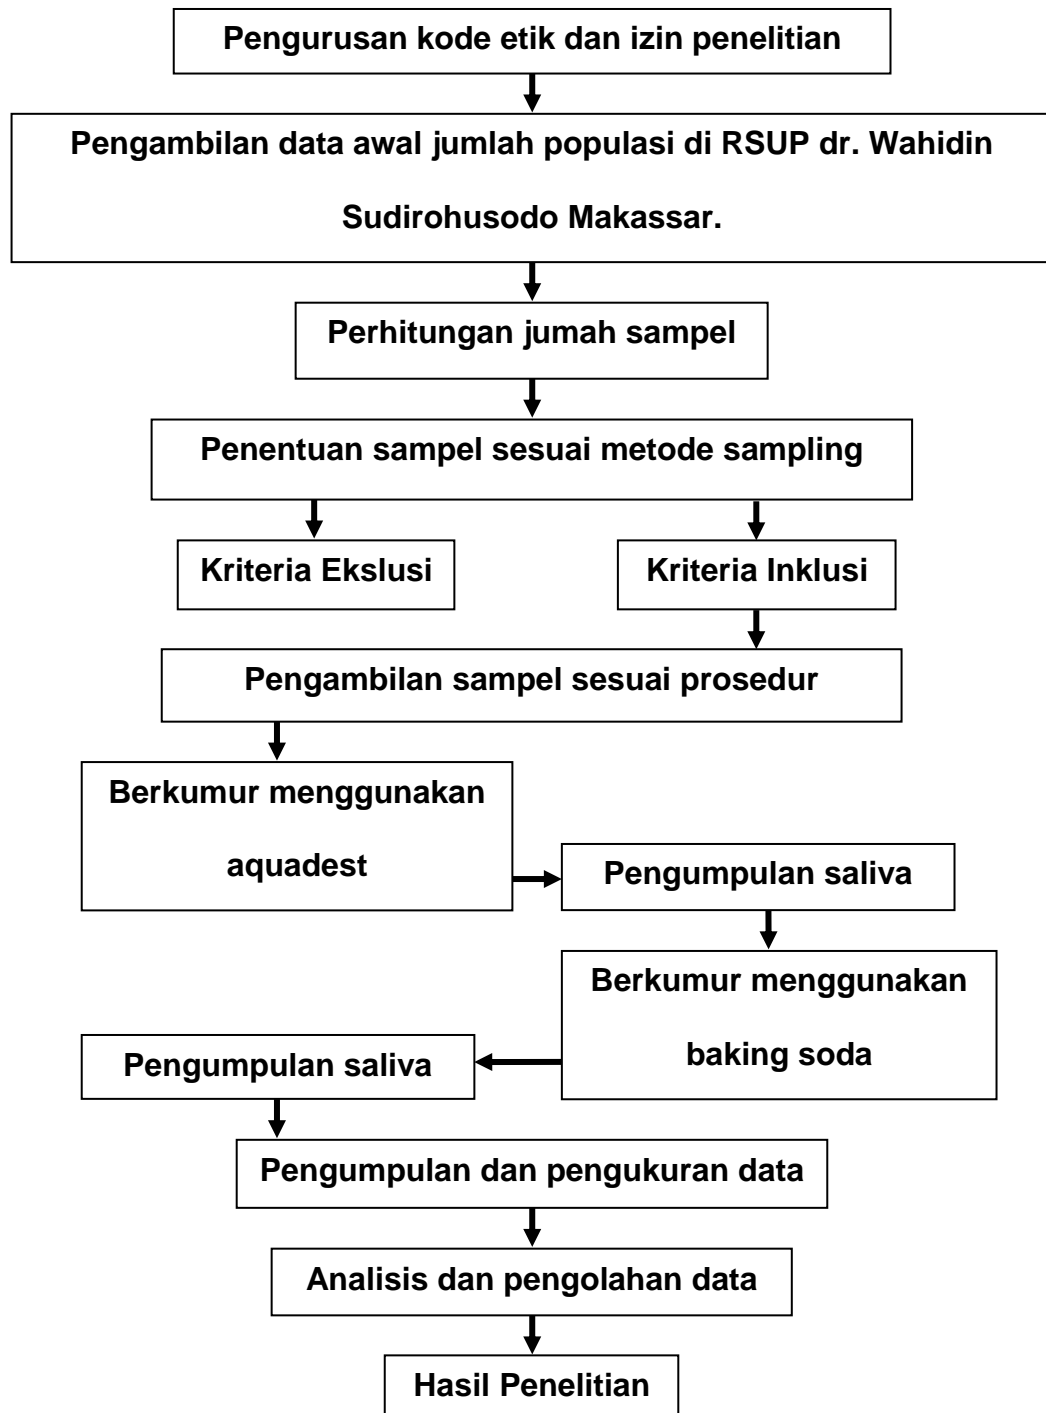 Pengurusan kode etik dan izin penelitian
Pengambilan data awal jumlah populasi di RSUP dr. Wahidin
Sudirohusodo Makassar.
Perhitungan jumah sampel
Penentuan sampel sesuai metode sampling
Kriteria Ekslusi
Kriteria Inklusi
Pengambilan sampel sesuai prosedur
Berkumur menggunakan
aquadest
Pengumpulan saliva
Berkumur menggunakan
baking soda
Pengumpulan saliva
Pengumpulan dan pengukuran data
Analisis dan pengolahan data
Hasil Penelitian